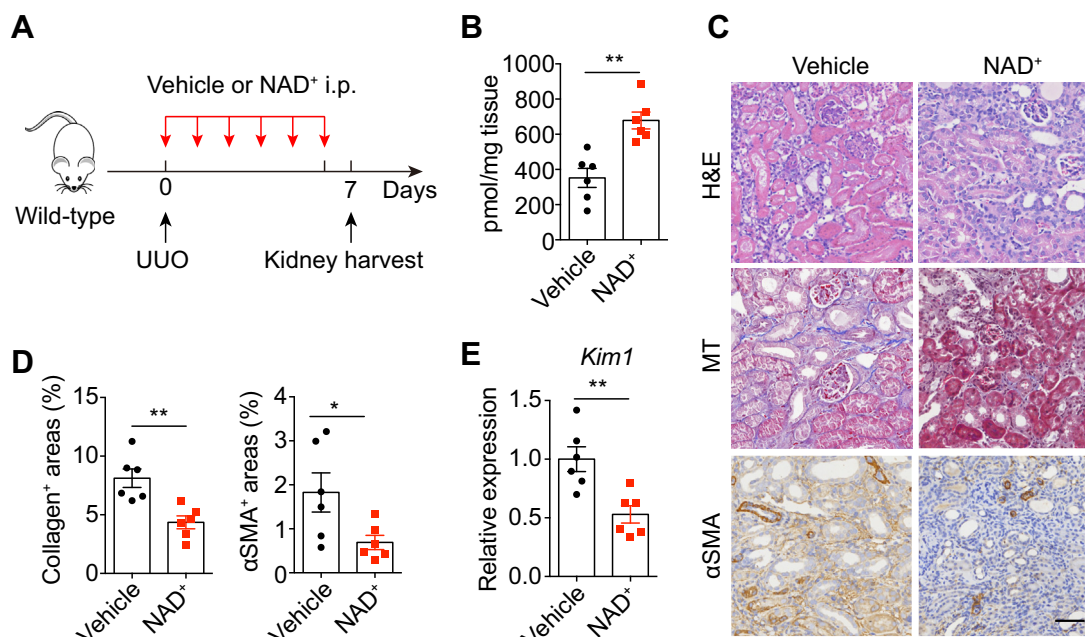 A
Vehicle or NAD⁺ i.p.
0 7 Days
Wild-type
UUO Kidney harvest
B
**
pmol/mg tissue
1000
800
600
400
200
0
Vehicle
NAD⁺
C
Vehicle NAD⁺
H&E
MT
αSMA
D
Collagen⁺ areas (%)
15
10
5
0
**
Vehicle
NAD⁺
αSMA⁺ areas (%)
4
3
2
1
0
*
Vehicle
NAD⁺
E
Kim1
**
Relative expression
1.5
1.0
0.5
0.0
Vehicle
NAD⁺